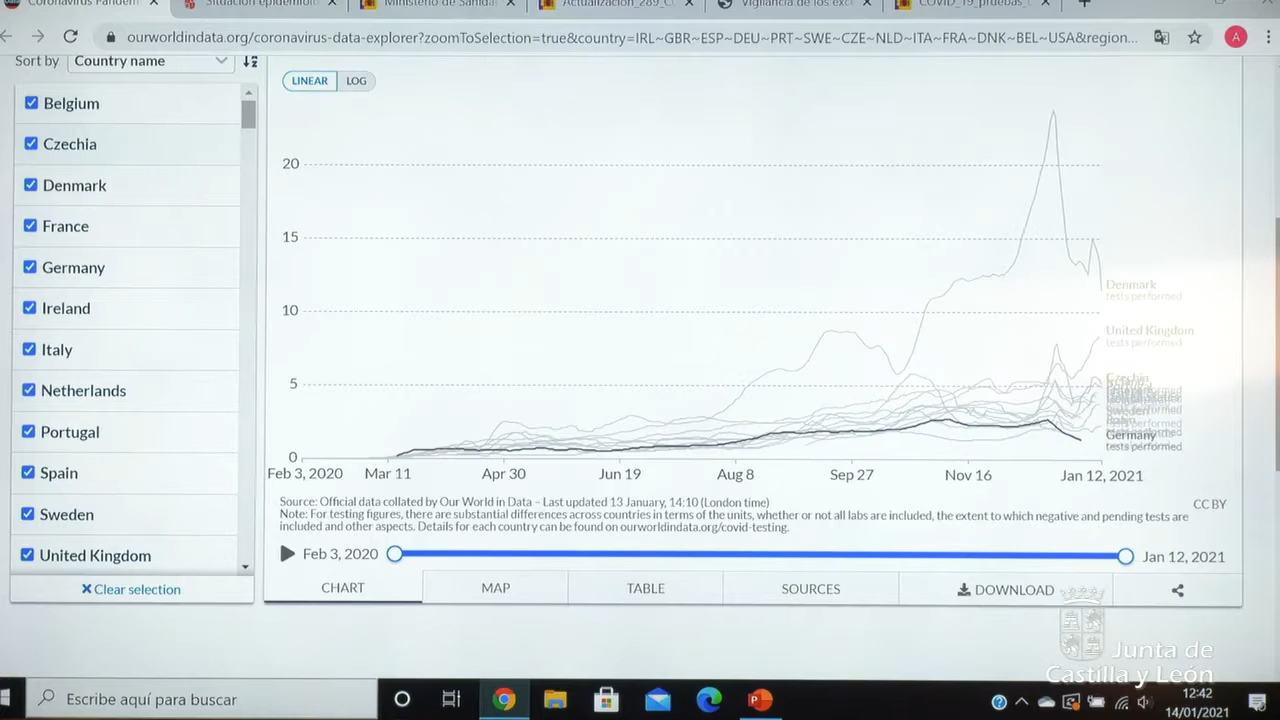 Coronavirus Pandem
Situación epidemiol
Ministerio de Sanida
Actualizacion_289_C
Vigilancia de los exc
COVID_19_pruebas_
ourworldindata.org/coronavirus-data-explorer?zoomToSelection=true&country=IRL~GBR~ESP~DEU~PRT~SWE~CZE~NLD~ITA~FRA~DNK~BEL~USA&region...
A
Sort by Country name
LINEAR LOG
Belgium
Czechia
Denmark
France
Germany
Ireland
Italy
Netherlands
Portugal
Spain
Sweden
United Kingdom
Clear selection
20
15
10
5
0
Denmark
tests performed
United Kingdom
tests performed
Czechia
Sweden
Germany
tests performed
Feb 3, 2020 Mar 11 Apr 30 Jun 19 Aug 8 Sep 27 Nov 16 Jan 12, 2021
Source: Official data collated by Our World in Data – Last updated 13 January, 14:10 (London time)
CC BY
Note: For testing figures, there are substantial differences across countries in terms of the units, whether or not all labs are included, the extent to which negative and pending tests are
included and other aspects. Details for each country can be found on ourworldindata.org/covid-testing.
Feb 3, 2020 Jan 12, 2021
CHART MAP TABLE SOURCES DOWNLOAD
Junta de
Castilla y León
Escribe aquí para buscar
12:42
14/01/2021